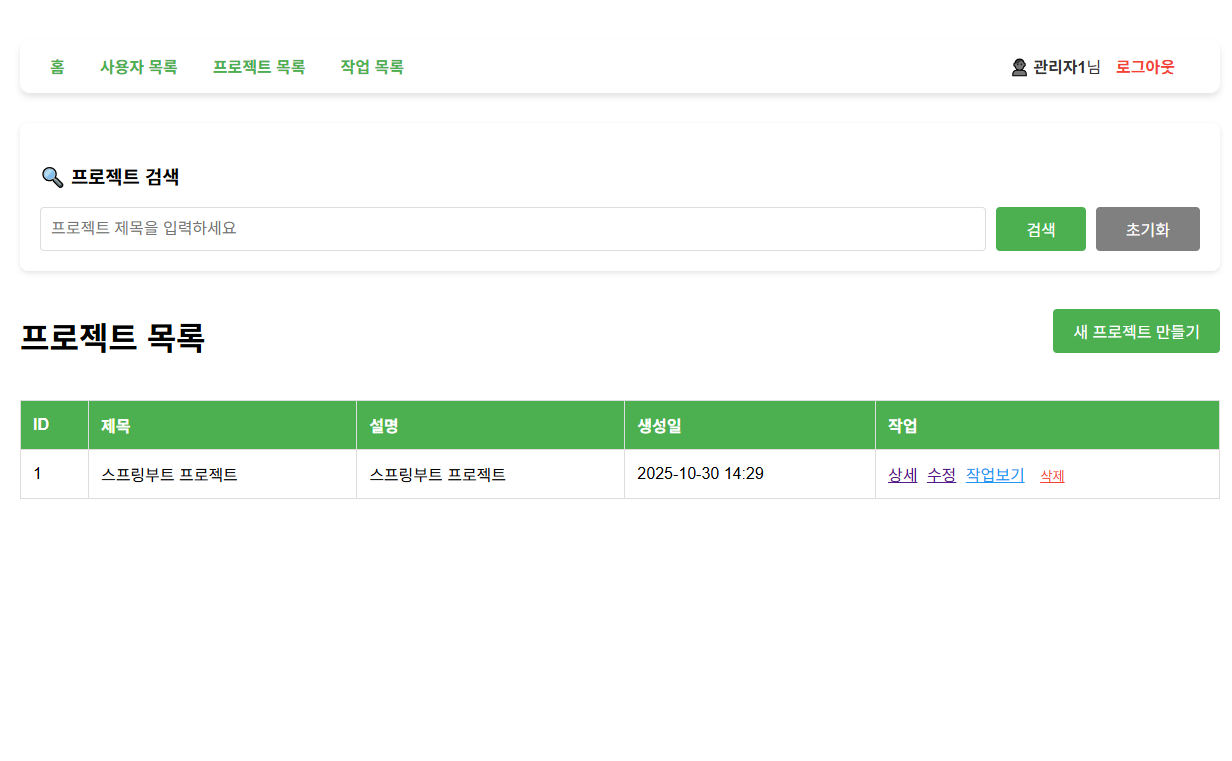 홈 사용자 목록 프로젝트 목록 작업 목록 관리자1님 로그아웃
프로젝트 검색
프로젝트 제목을 입력하세요 검색 초기화
프로젝트 목록 새 프로젝트 만들기
ID 제목 설명 생성일 작업
1 스프링부트 프로젝트 스프링부트 프로젝트 2025-10-30 14:29 상세 수정 작업보기 삭제